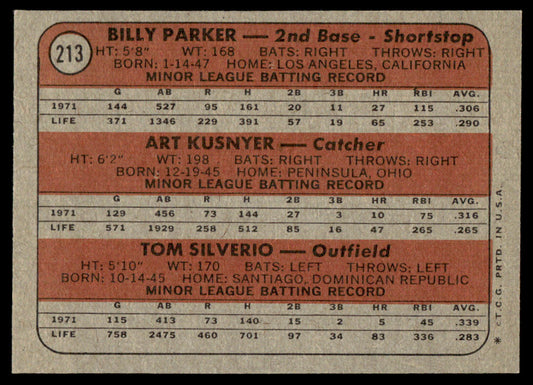 213
BILLY PARKER — 2nd Base - Shortstop
HT: 5'8" WT: 168 BATS: RIGHT THROWS: RIGHT
BORN: 1-14-47 HOME: LOS ANGELES, CALIFORNIA
MINOR LEAGUE BATTING RECORD
G AB R H 2B 3B HR RBI AVG.
1971 144 527 95 161 20 11 27 115 .306
LIFE 371 1346 229 391 57 19 65 253 .290
ART KUSNYER — Catcher
HT: 6'2" WT: 198 BATS: RIGHT THROWS: RIGHT
BORN: 12-19-45 HOME: PENINSULA, OHIO
MINOR LEAGUE BATTING RECORD
G AB R H 2B 3B HR RBI AVG.
1971 129 456 73 144 27 3 10 75 .316
LIFE 571 1929 258 512 85 16 47 265 .265
TOM SILVERIO — Outfield
HT: 5'10" WT: 170 BATS: LEFT THROWS: LEFT
BORN: 10-14-45 HOME: SANTIAGO, DOMINICAN REPUBLIC
MINOR LEAGUE BATTING RECORD
G AB R H 2B 3B HR RBI AVG.
1971 115 413 73 140 15 2 5 45 .339
LIFE 758 2475 460 701 97 34 83 336 .283
* © T.C.G. PRTD. IN U.S.A.